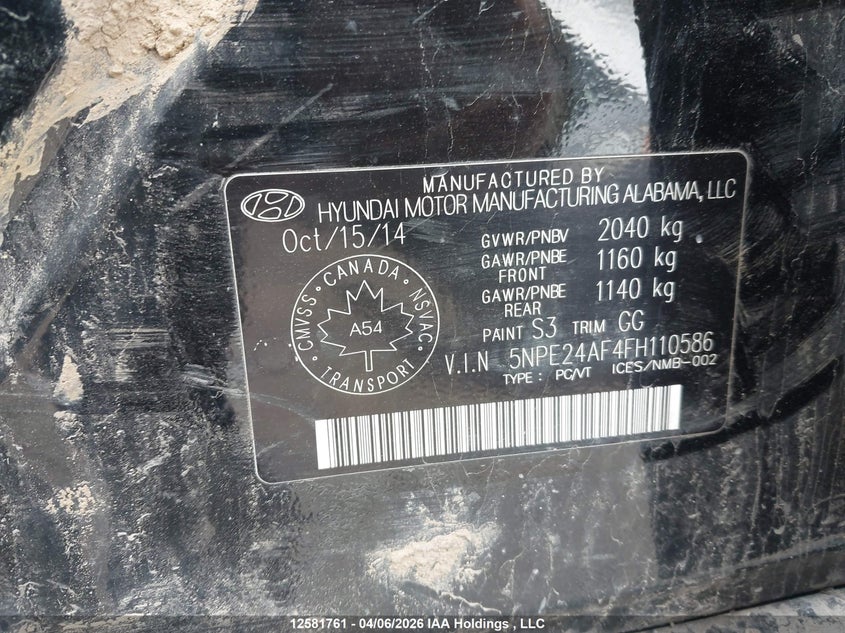 MANUFACTURED BY
HYUNDAI MOTOR MANUFACTURING ALABAMA, LLC
Oct/15/14
GVWR/PNBV 2040 kg
GAWR/PNBE FRONT 1160 kg
GAWR/PNBE REAR 1140 kg
PAINT S3 TRIM GG
CANADA
CMVSS NSVAC
A54
TRANSPORT
V.I.N 5NPE24AF4FH110586
TYPE : PC/VT ICES/NMB-002
12581761 - 04/06/2026 IAA Holdings , LLC